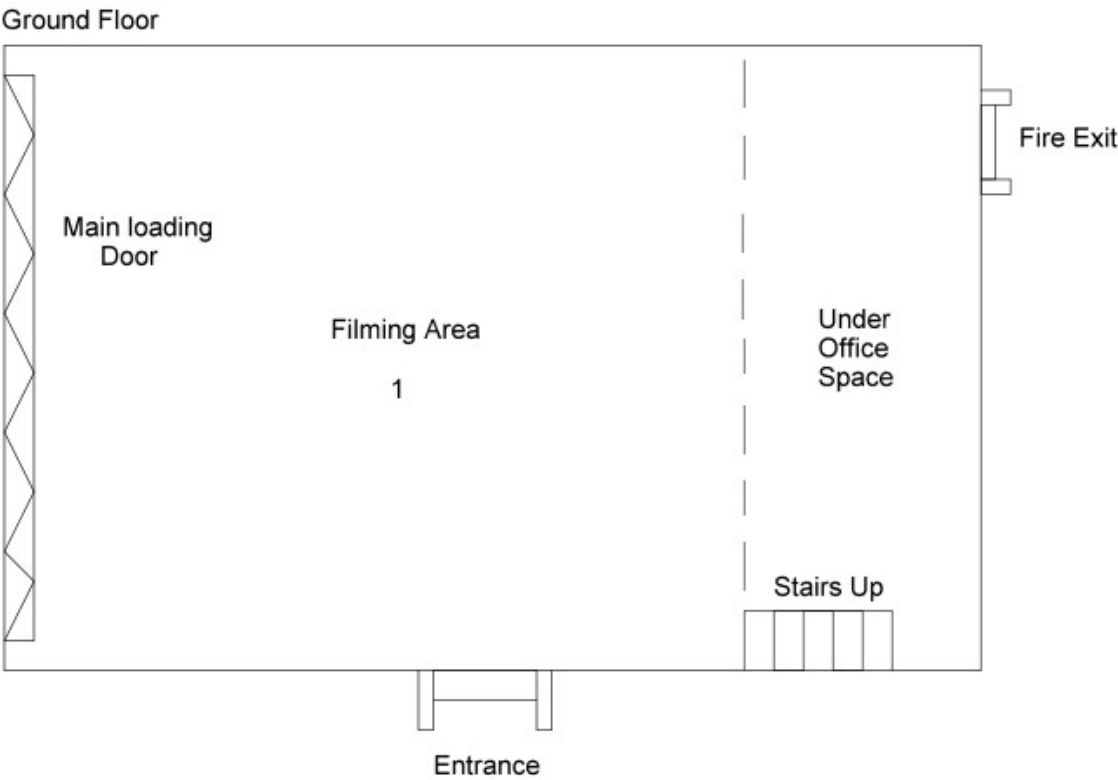 Ground Floor
Fire Exit
Main loading
Door
Filming Area
1
Under
Office
Space
Stairs Up
Entrance